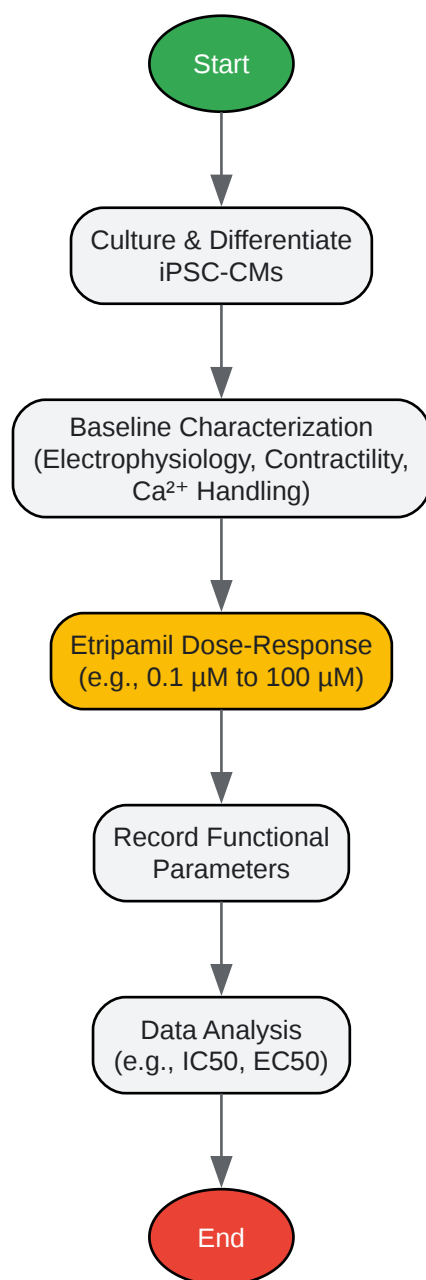 Start
Culture & Differentiate
iPSC-CMs
Baseline Characterization
(Electrophysiology, Contractility,
Ca²⁺ Handling)
Etripamil Dose-Response
(e.g., 0.1 µM to 100 µM)
Record Functional
Parameters
Data Analysis
(e.g., IC50, EC50)
End